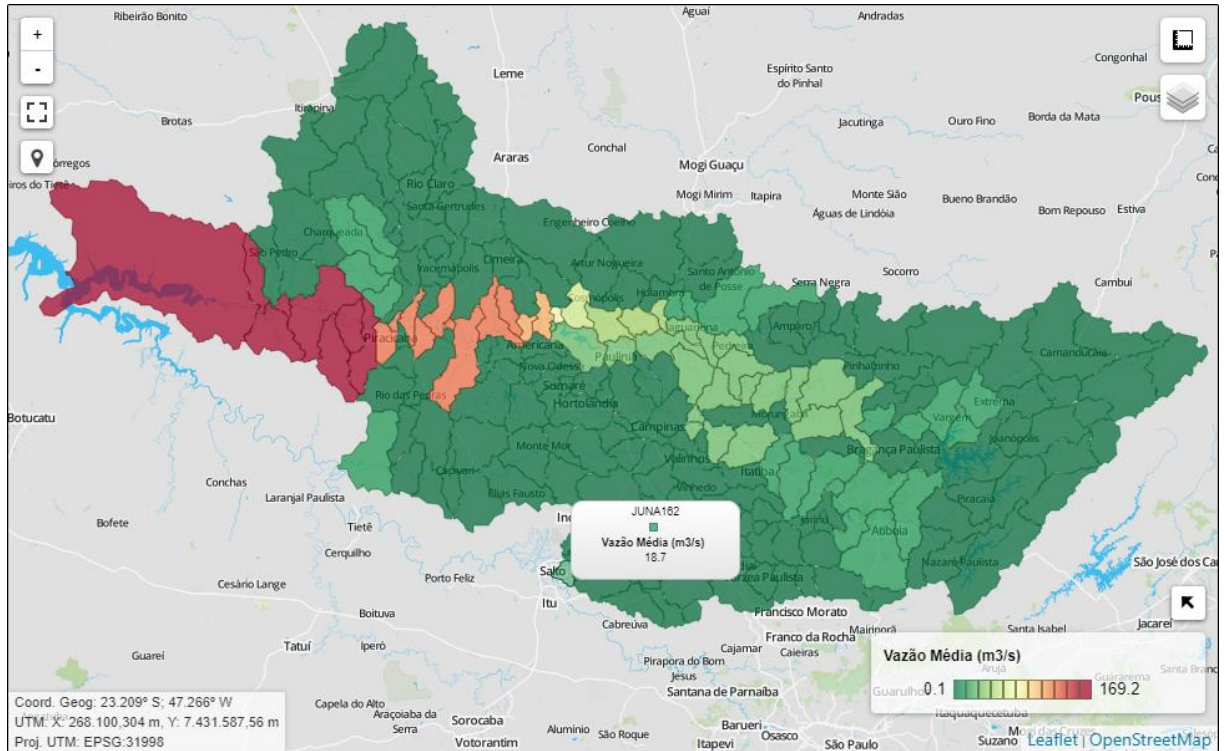 Ribeirão Bonito
Aguaí
Andradas
+
-
Leme
Espírito Santo
do Pinhal
Congonhal
Itirapina
Brotas
Jacutinga
Ouro Fino
Borda da Mata
Araras
Conchal
Mogi Guaçu
Mogi Mirim
Itapira
Monte Sião
Bueno Brandão
Bom Repouso
Estiva
Rio Claro
Santa Gertrudes
Águas de Lindóia
Engenheiro Coelho
Charqueada
São Pedro
Iracemápolis
Limeira
Artur Nogueira
Socorro
Santo Antônio
de Posse
Serra Negra
Cambuí
Cosmópolis
Holambra
Jaguariúna
Amparo
Piracicaba
Americana
Paulínia
Pedreira
Camanducaia
Pinhalzinho
Nova Odessa
Rio das Pedras
Sumaré
Hortolândia
Extrema
Vargem
Morungaba
Botucatu
Campinas
Joanópolis
Monte Mor
Valinhos
Bragança Paulista
Itatiba
Capivari
Conchas
Laranjal Paulista
Elias Fausto
Vinhedo
Piracaia
Bofete
Tietê
JUNA162
Jarinu
Atibaia
Vazão Média (m3/s)
18.7
Cerquilho
Salto
Nazaré Paulista
São José dos Ca
Cesário Lange
Porto Feliz
Itu
Boituva
Cabreúva
Francisco Morato
Franco da Rocha
Mairiporã
Santa Isabel
Jacareí
Guareí
Tatuí
Iperó
Cajamar
Caieiras
Pirapora do Bom
Jesus
Vazão Média (m3/s)
0.1
169.2
Santana de Parnaíba
Coord. Geog: 23.209º S; 47.266º W
UTM: X: 268.100,304 m, Y: 7.431.587,56 m
Proj. UTM: EPSG:31998
Capela do Alto
Araçoiaba da
Serra
Sorocaba
Votorantim
Alumínio
São Roque
Barueri
Itapevi
Osasco
São Paulo
Itaquaquecetuba
Suzano
Leaflet | OpenStreetMap